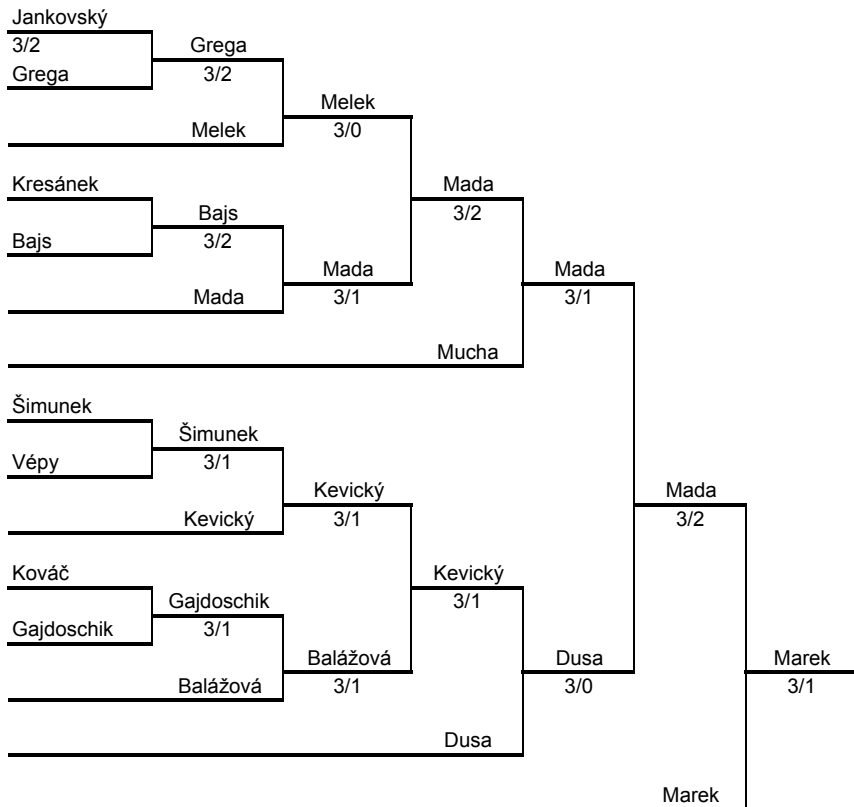 Jankovský
3/2
Grega
Grega
3/2
Melek
Melek
3/0
Kresánek
Bajs
Bajs
3/2
Mada
Mada
3/1
Mada
3/2
Mucha
Mada
3/1
Šimunek
Vépy
Šimunek
3/1
Kevický
Kevický
3/1
Kováč
Gajdoschik
Gajdoschik
3/1
Balážová
Balážová
3/1
Kevický
3/1
Dusa
Dusa
3/0
Mada
3/2
Marek
Marek
3/1